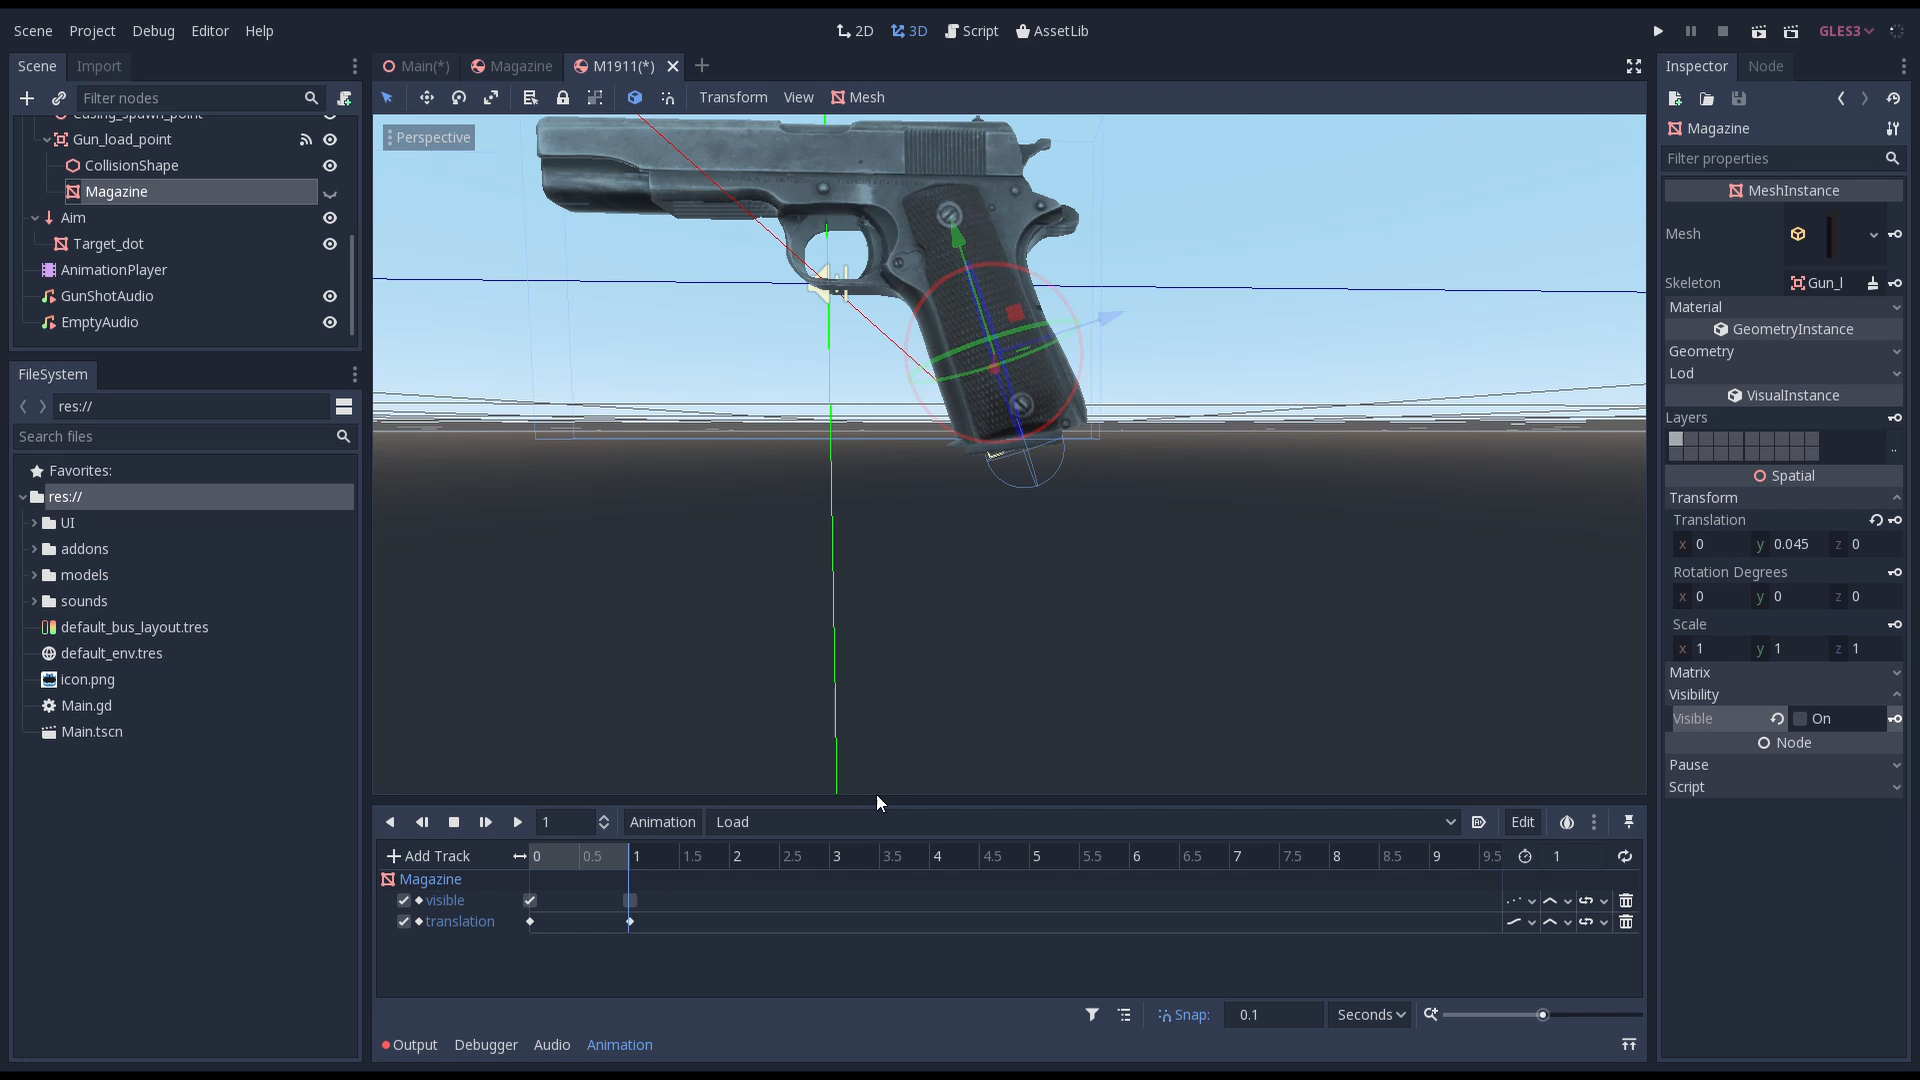 Scene Project Debug Editor Help
2D 3D Script AssetLib
GLES3
Scene Import
Main(*) Magazine M1911(*)
Inspector Node
Filter nodes
Transform View Mesh
Casing_spawn_point
Gun_load_point
CollisionShape
Magazine
Aim
Target_dot
AnimationPlayer
GunShotAudio
EmptyAudio
FileSystem
res://
Search files
Favorites:
res://
UI
addons
models
sounds
default_bus_layout.tres
default_env.tres
icon.png
Main.gd
Main.tscn
Perspective
1 Animation Load Edit
Add Track 0 0.5 1 1.5 2 2.5 3 3.5 4 4.5 5 5.5 6 6.5 7 7.5 8 8.5 9 9.5 1
Magazine
visible
translation
Snap: 0.1 Seconds
Output Debugger Audio Animation
Magazine
Filter properties
MeshInstance
Mesh
Skeleton Gun_l
Material
GeometryInstance
Geometry
Lod
VisualInstance
Layers
..
Spatial
Transform
Translation
x 0 y 0.045 z 0
Rotation Degrees
x 0 y 0 z 0
Scale
x 1 y 1 z 1
Matrix
Visibility
Visible On
Node
Pause
Script